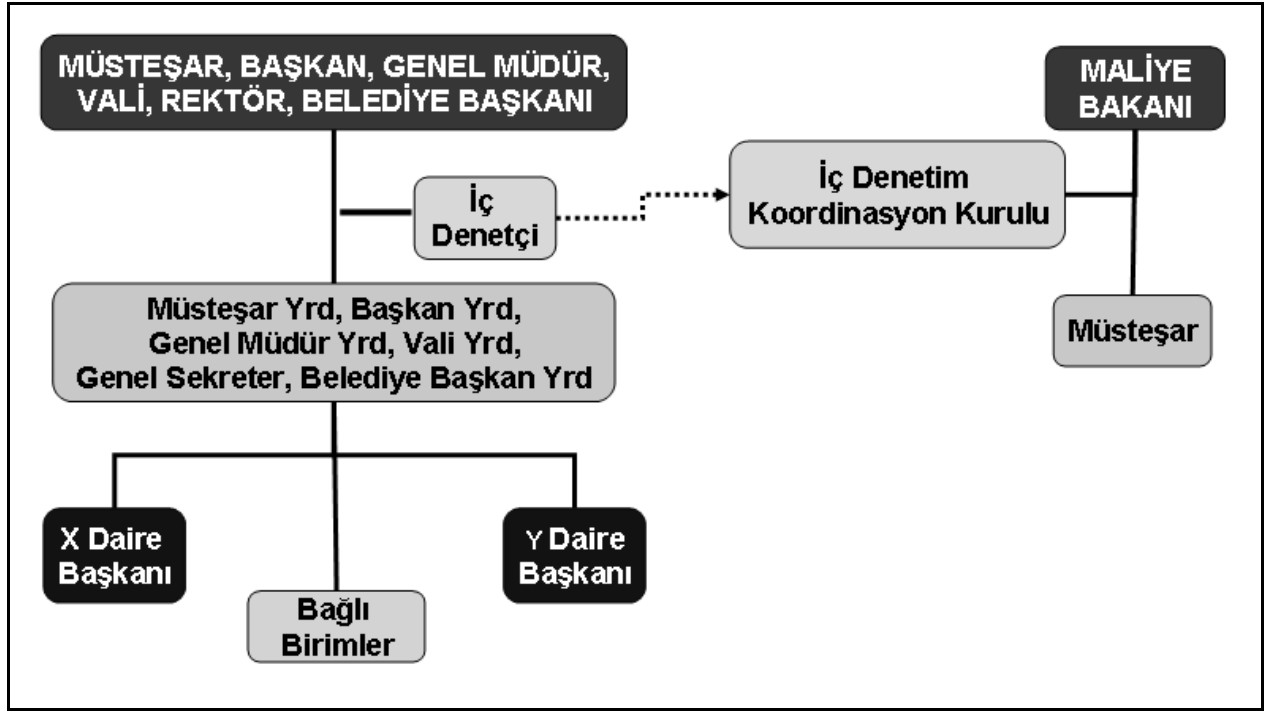 MÜSTEŞAR, BAŞKAN, GENEL MÜDÜR,
VALİ, REKTÖR, BELEDİYE BAŞKANI
MALİYE
BAKANI
İç
Denetçi
İç Denetim
Koordinasyon Kurulu
Müsteşar Yrd, Başkan Yrd,
Genel Müdür Yrd, Vali Yrd,
Genel Sekreter, Belediye Başkan Yrd
Müsteşar
X Daire
Başkanı
Y Daire
Başkanı
Bağlı
Birimler